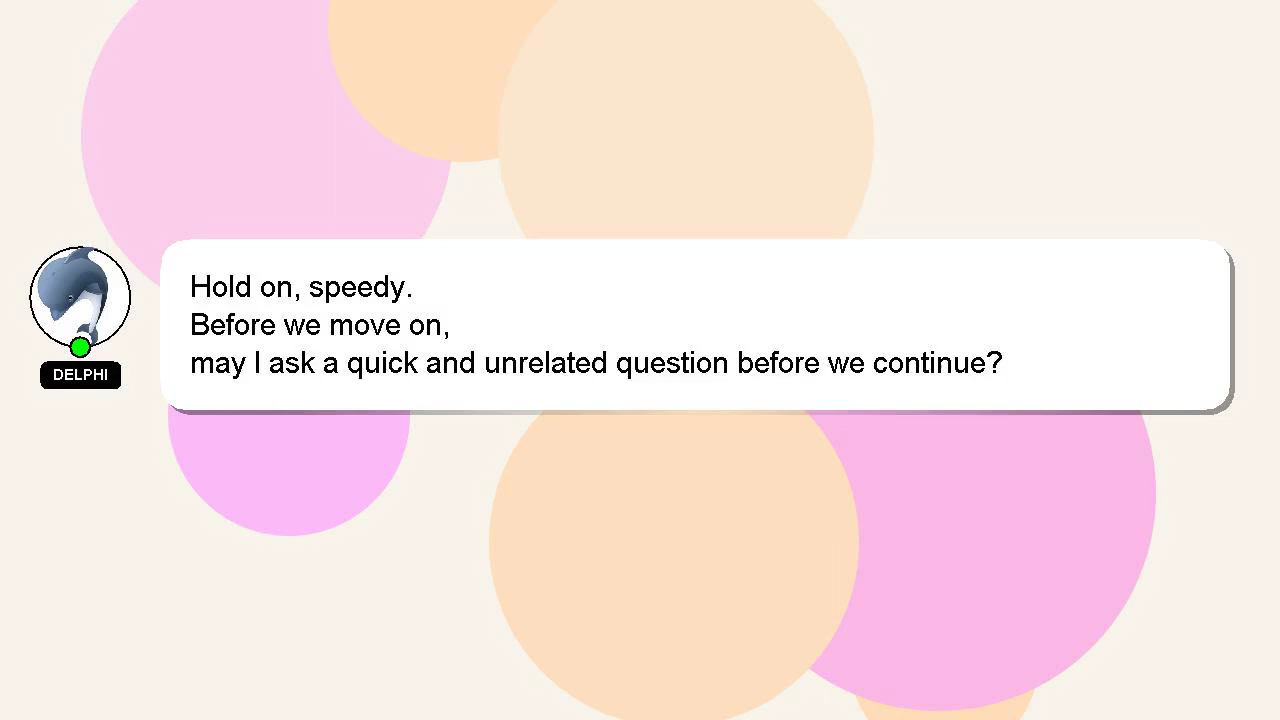 Hold on, speedy.
Before we move on,
may I ask a quick and unrelated question before we continue?
DELPHI